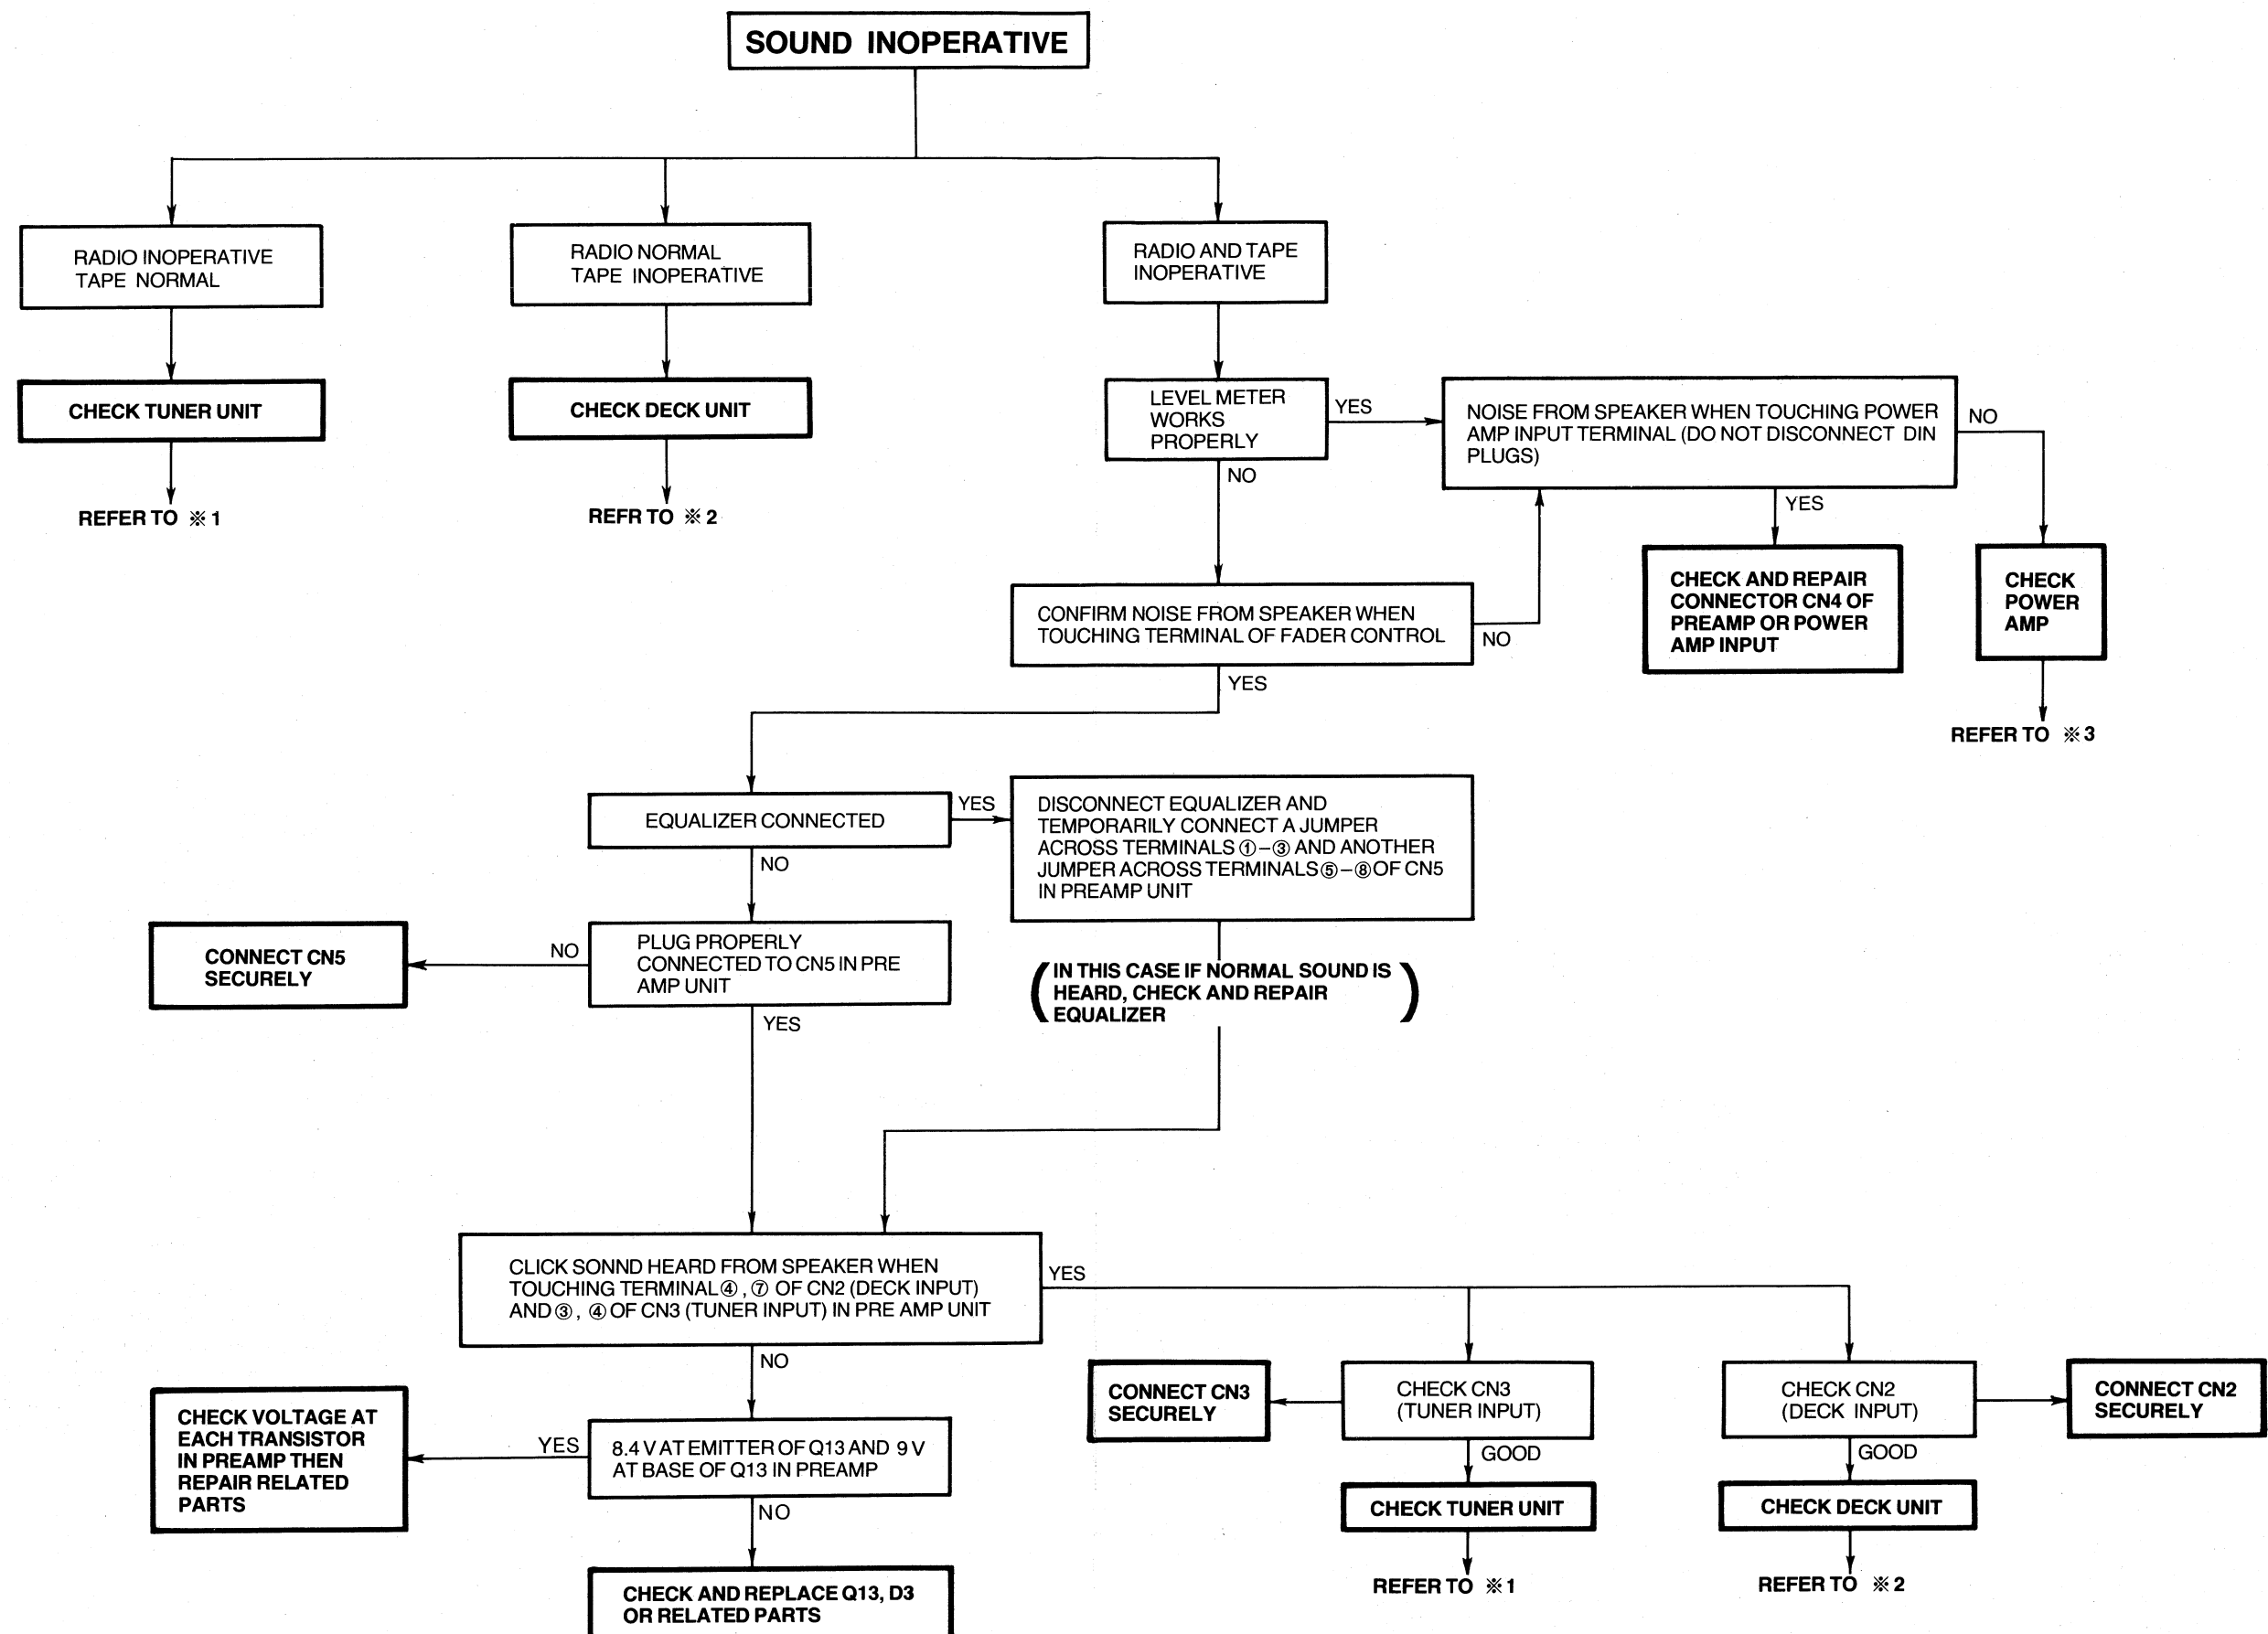 SOUND INOPERATIVE
RADIO INOPERATIVE
TAPE NORMAL
RADIO NORMAL
TAPE INOPERATIVE
RADIO AND TAPE
INOPERATIVE
CHECK TUNER UNIT
REFER TO ※1
CHECK DECK UNIT
REFR TO ※2
LEVEL METER
WORKS
PROPERLY
YES
NO
NOISE FROM SPEAKER WHEN TOUCHING POWER
AMP INPUT TERMINAL (DO NOT DISCONNECT DIN
PLUGS)
NO
YES
CHECK AND REPAIR
CONNECTOR CN4 OF
PREAMP OR POWER
AMP INPUT
CHECK
POWER
AMP
REFER TO ※3
CONFIRM NOISE FROM SPEAKER WHEN
TOUCHING TERMINAL OF FADER CONTROL
NO
YES
EQUALIZER CONNECTED
YES
NO
DISCONNECT EQUALIZER AND
TEMPORARILY CONNECT A JUMPER
ACROSS TERMINALS ①–③ AND ANOTHER
JUMPER ACROSS TERMINALS ⑤–⑧ OF CN5
IN PREAMP UNIT
(IN THIS CASE IF NORMAL SOUND IS
HEARD, CHECK AND REPAIR
EQUALIZER)
PLUG PROPERLY
CONNECTED TO CN5 IN PRE
AMP UNIT
NO
CONNECT CN5
SECURELY
YES
CLICK SONND HEARD FROM SPEAKER WHEN
TOUCHING TERMINAL ④, ⑦ OF CN2 (DECK INPUT)
AND ③, ④ OF CN3 (TUNER INPUT) IN PRE AMP UNIT
YES
NO
8.4 V AT EMITTER OF Q13 AND 9 V
AT BASE OF Q13 IN PREAMP
YES
CHECK VOLTAGE AT
EACH TRANSISTOR
IN PREAMP THEN
REPAIR RELATED
PARTS
NO
CHECK AND REPLACE Q13, D3
OR RELATED PARTS
CONNECT CN3
SECURELY
CHECK CN3
(TUNER INPUT)
GOOD
CHECK TUNER UNIT
REFER TO ※1
CHECK CN2
(DECK INPUT)
CONNECT CN2
SECURELY
GOOD
CHECK DECK UNIT
REFER TO ※2